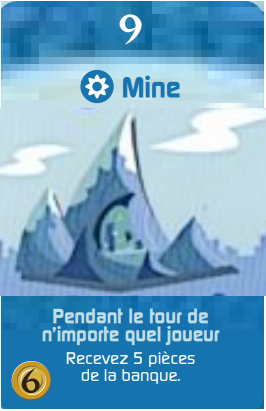 9
Mine
Pendant le tour de
n'importe quel joueur
Recevez 5 pièces
de la banque.
6